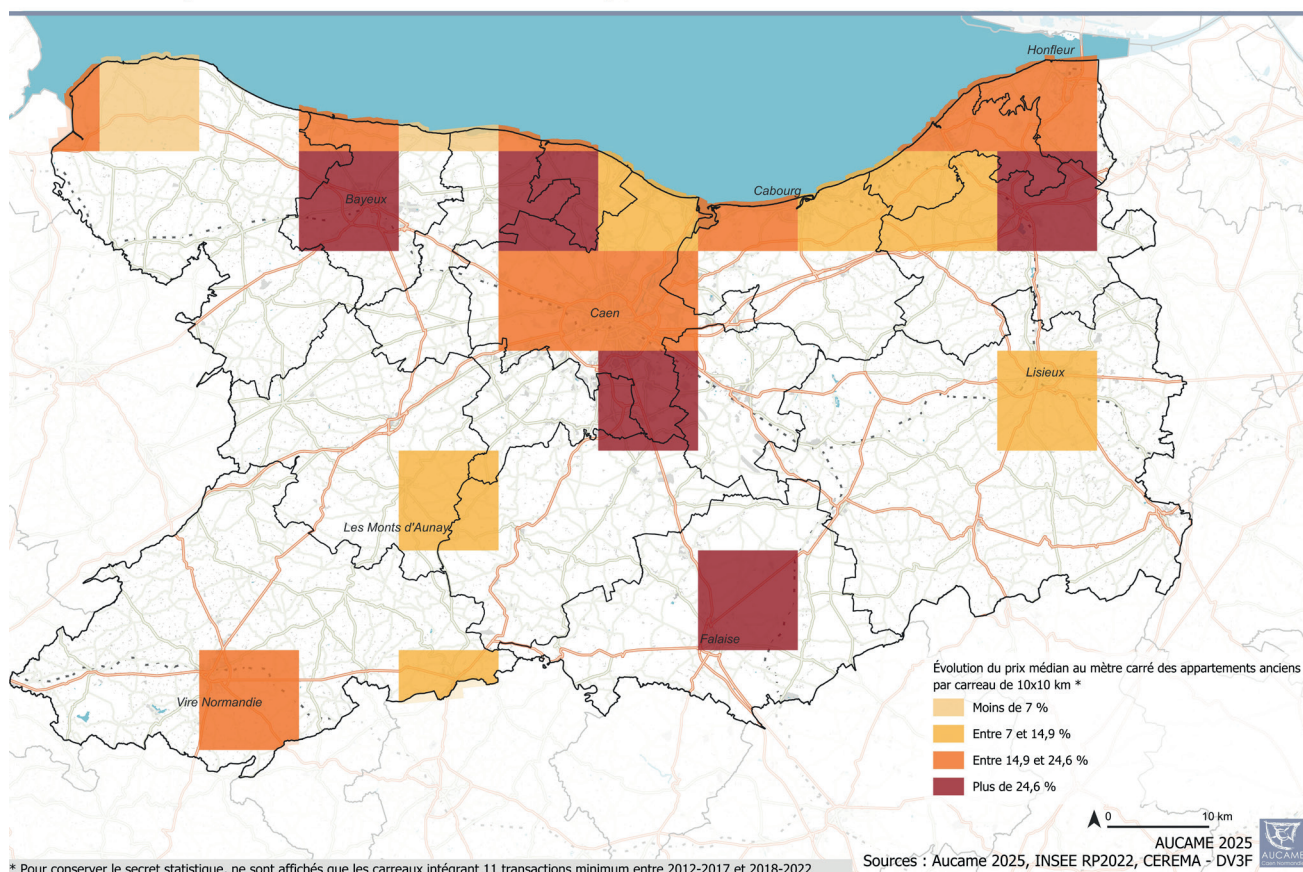 Honfleur
Cabourg
Bayeux
Caen
Lisieux
Les Monts d'Aunay
Falaise
Vire Normandie
Évolution du prix médian au mètre carré des appartements anciens
par carreau de 10x10 km *
Moins de 7 %
Entre 7 et 14,9 %
Entre 14,9 et 24,6 %
Plus de 24,6 %
0 10 km
AUCAME 2025
Sources : Aucame 2025, INSEE RP2022, CEREMA - DV3F
AUCAME
Caen Normandie
* Pour conserver le secret statistique, ne sont affichés que les carreaux intégrant 11 transactions minimum entre 2012-2017 et 2018-2022